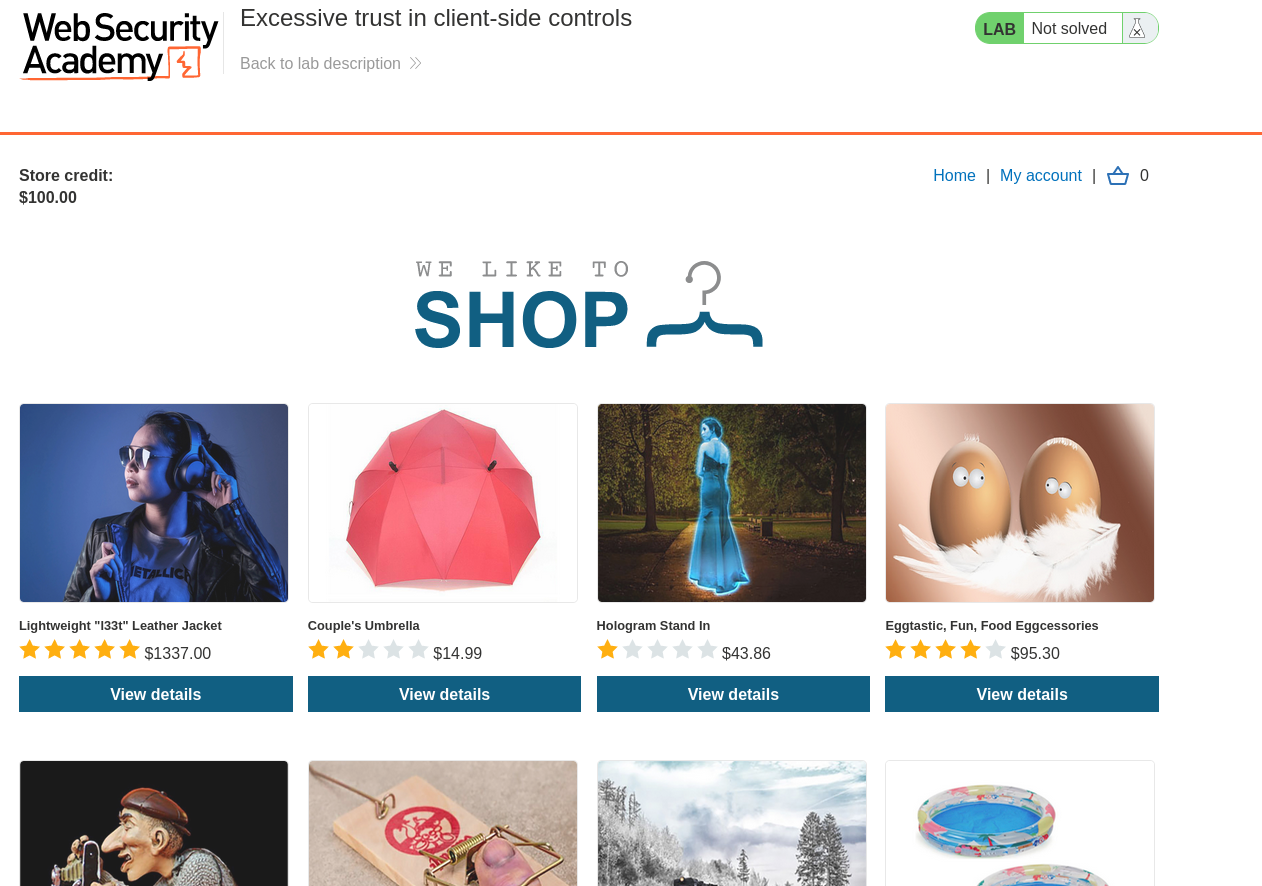 Web Security
Academy
Excessive trust in client-side controls
Back to lab description
LAB Not solved
Store credit:
$100.00
Home | My account | 0
WE LIKE TO
SHOP
METALLICA
Lightweight "l33t" Leather Jacket
$1337.00
View details
Couple's Umbrella
$14.99
View details
Hologram Stand In
$43.86
View details
Eggtastic, Fun, Food Eggcessories
$95.30
View details